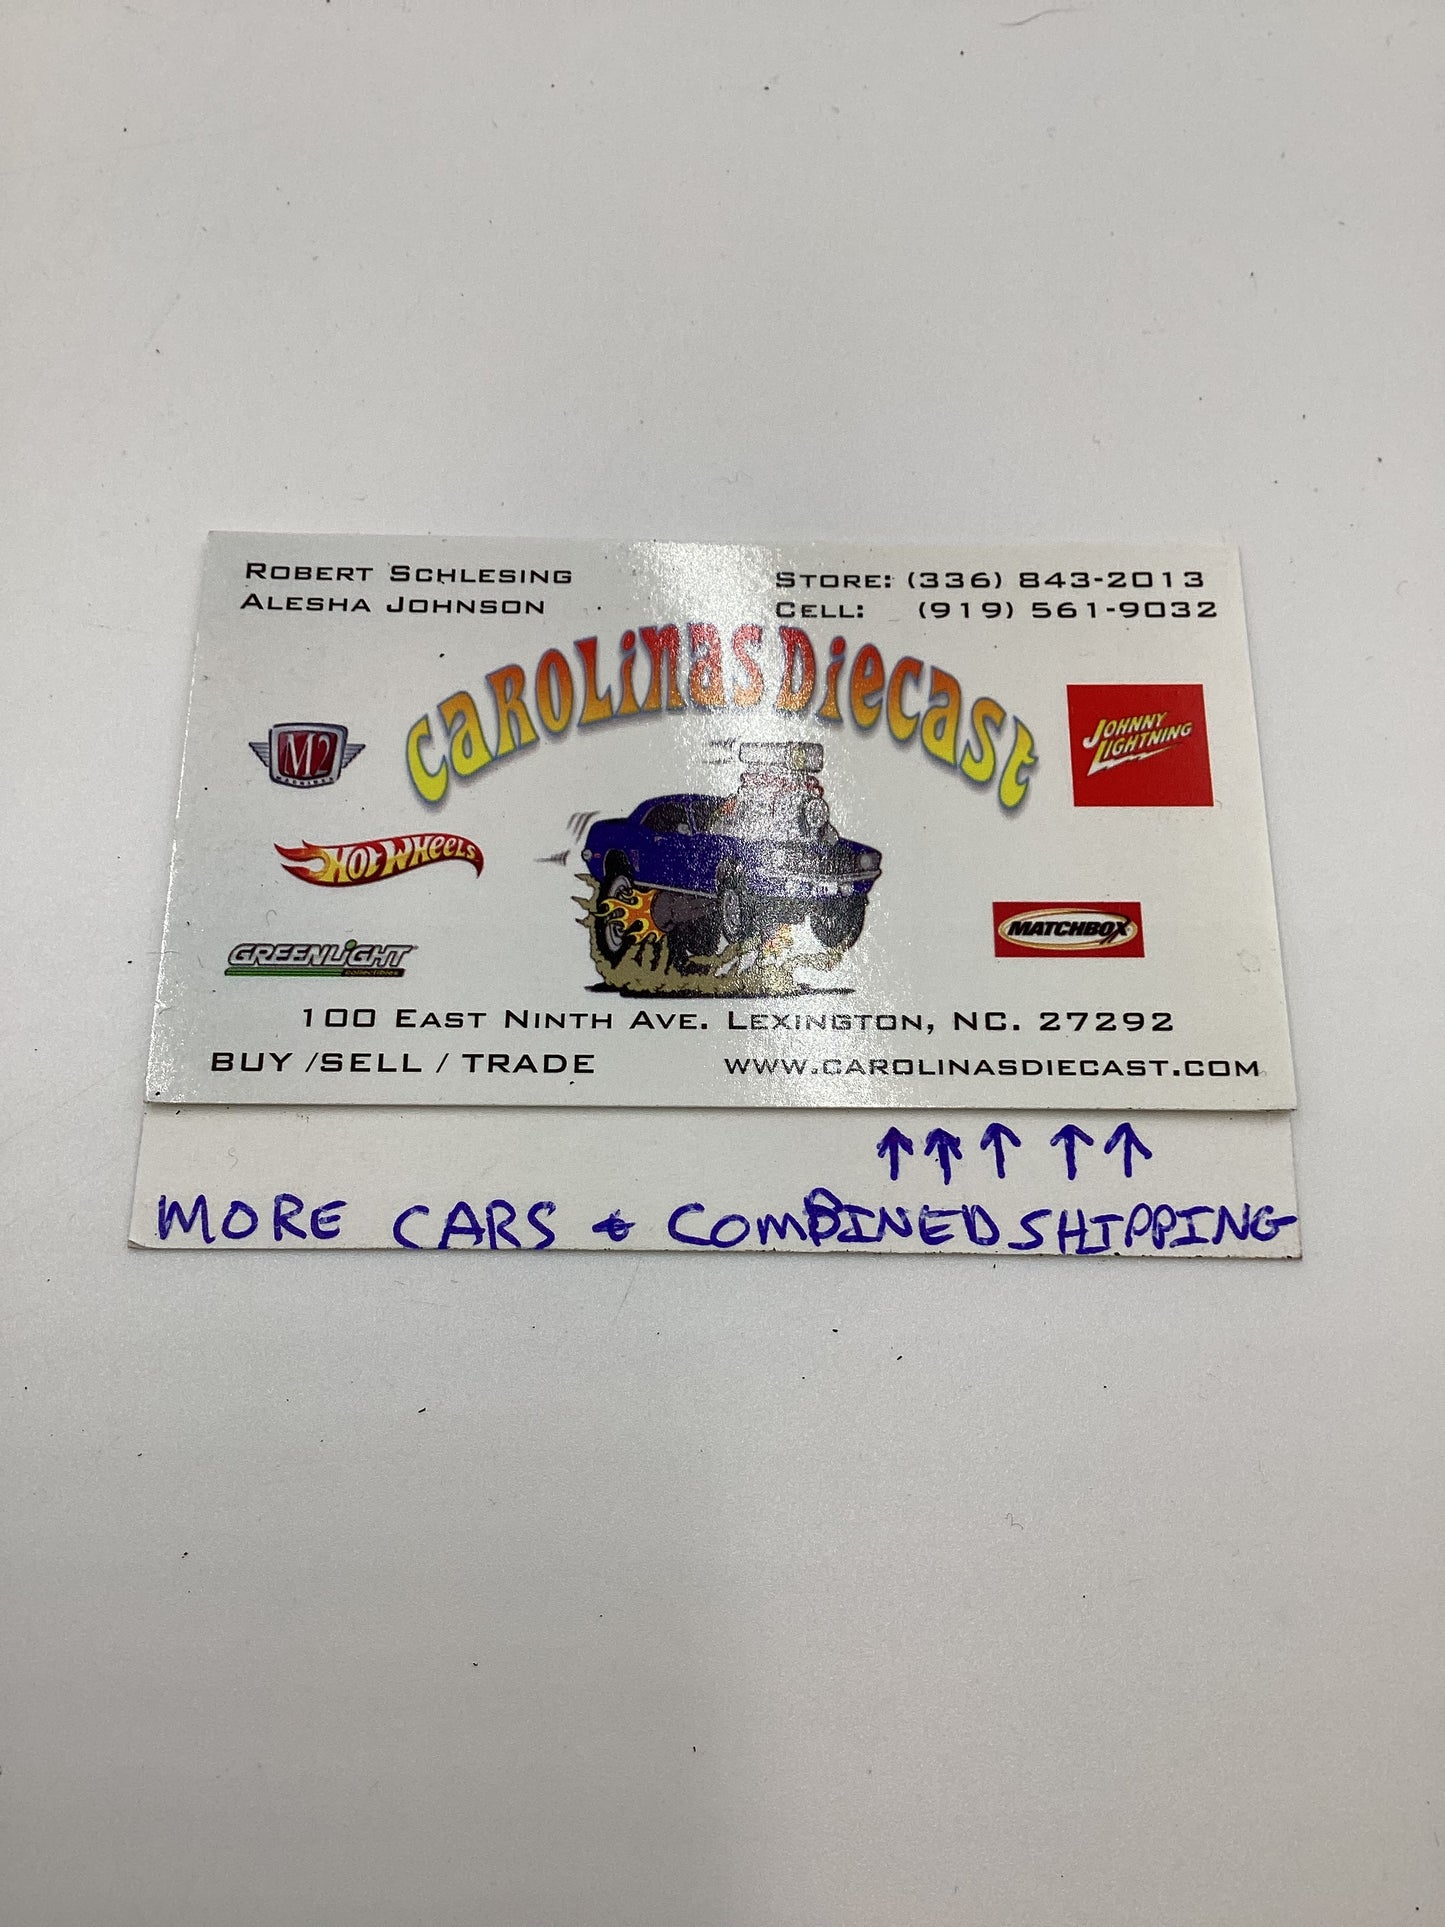 ROBERT SCHLESING
ALESHA JOHNSON
STORE: (336) 843-2013
CELL: (919) 561-9032
CAROLINAS DIECAST
M2
MACHINES
JOHNNY
LIGHTNING
HOT WHEELS
MATCHBOX
GREENLIGHT
collectibles
100 EAST NINTH AVE. LEXINGTON, NC. 27292
BUY /SELL / TRADE
WWW.CAROLINASDIECAST.COM
↑ ↑ ↑ ↑ ↑
MORE CARS & COMBINED SHIPPING